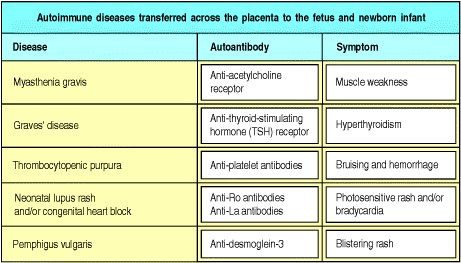 Autoimmune diseases transferred across the placenta to the fetus and newborn infant
Disease Autoantibody Symptom
Myasthenia gravis Anti-acetylcholine receptor Muscle weakness
Graves' disease Anti-thyroid-stimulating hormone (TSH) receptor Hyperthyroidism
Thrombocytopenic purpura Anti-platelet antibodies Bruising and hemorrhage
Neonatal lupus rash and/or congenital heart block Anti-Ro antibodies Anti-La antibodies Photosensitive rash and/or bradycardia
Pemphigus vulgaris Anti-desmoglein-3 Blistering rash